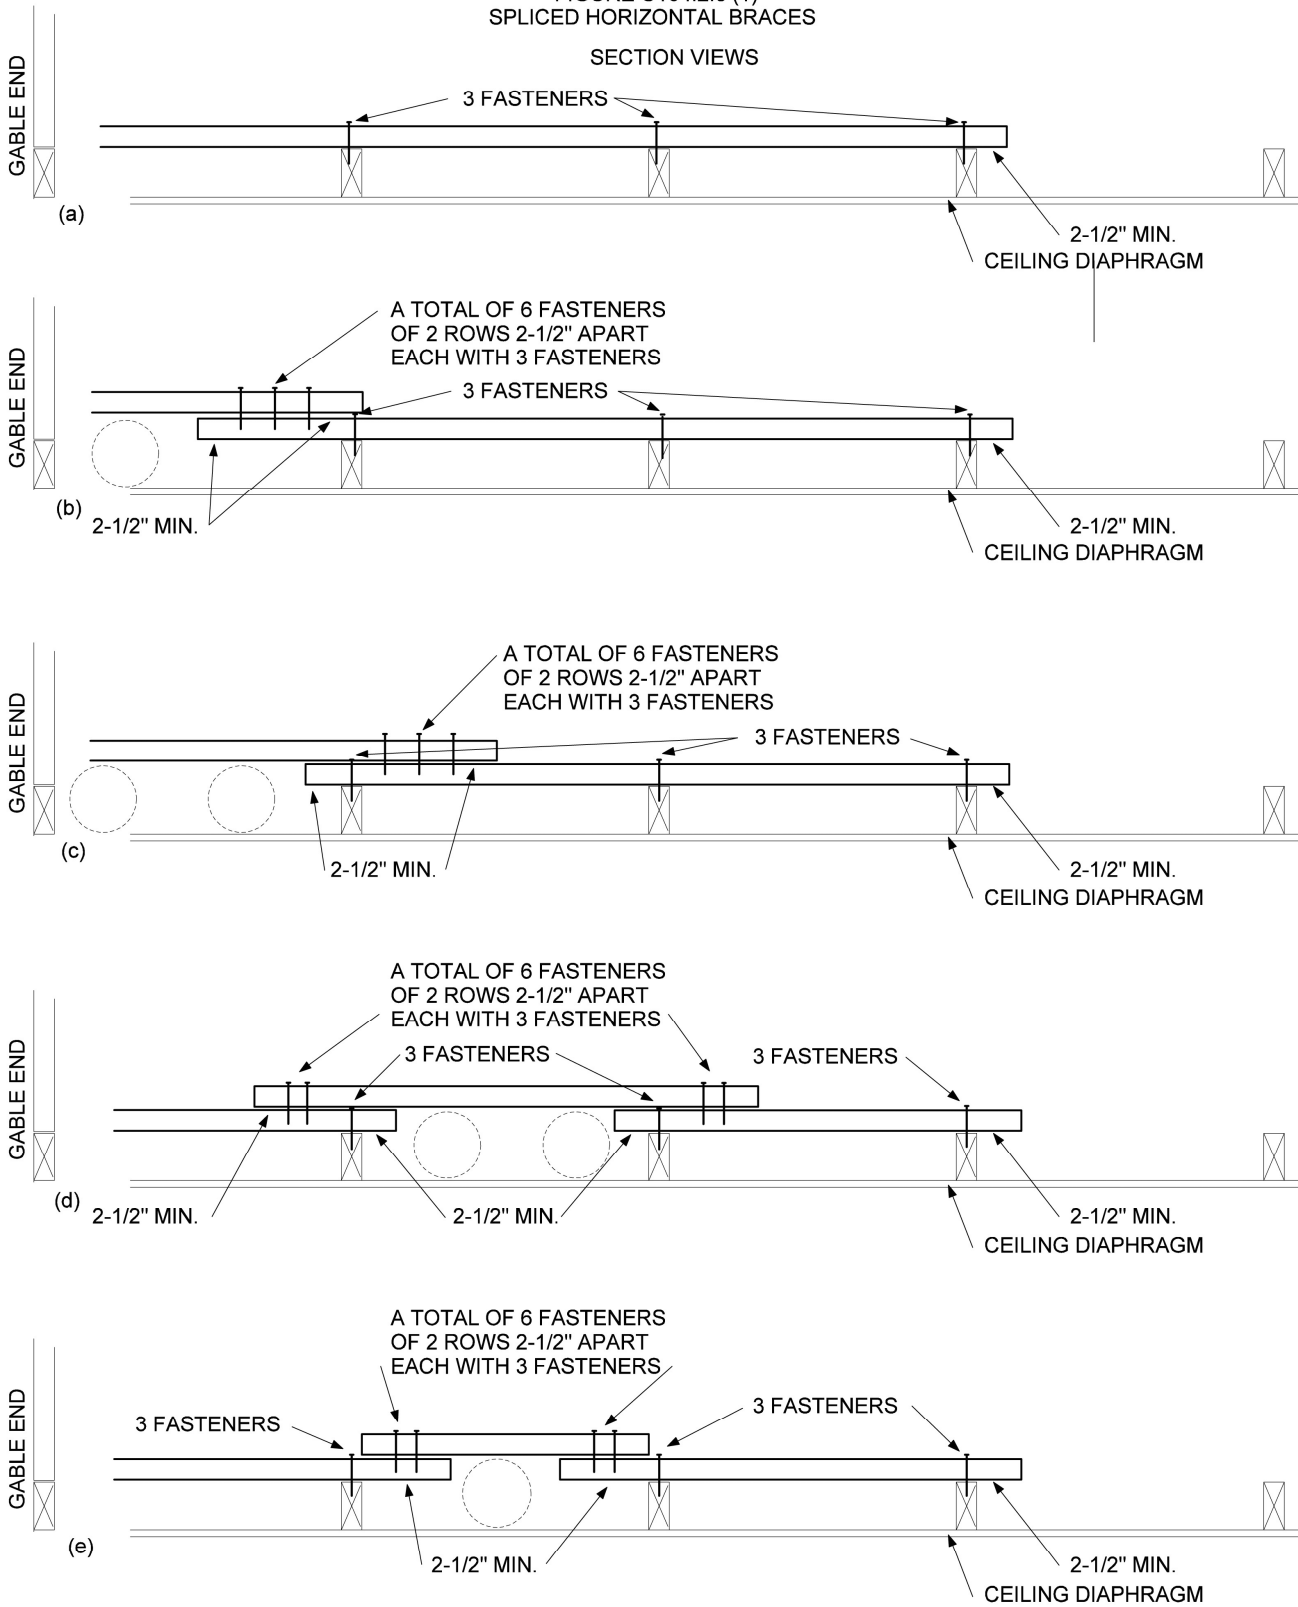 SPLICED HORIZONTAL BRACES
SECTION VIEWS
GABLE END
3 FASTENERS
(a)
2-1/2" MIN.
CEILING DIAPHRAGM
A TOTAL OF 6 FASTENERS
OF 2 ROWS 2-1/2" APART
EACH WITH 3 FASTENERS
GABLE END
3 FASTENERS
(b)
2-1/2" MIN.
2-1/2" MIN.
CEILING DIAPHRAGM
A TOTAL OF 6 FASTENERS
OF 2 ROWS 2-1/2" APART
EACH WITH 3 FASTENERS
GABLE END
3 FASTENERS
(c)
2-1/2" MIN.
2-1/2" MIN.
CEILING DIAPHRAGM
A TOTAL OF 6 FASTENERS
OF 2 ROWS 2-1/2" APART
EACH WITH 3 FASTENERS
GABLE END
3 FASTENERS
3 FASTENERS
(d)
2-1/2" MIN.
2-1/2" MIN.
2-1/2" MIN.
CEILING DIAPHRAGM
A TOTAL OF 6 FASTENERS
OF 2 ROWS 2-1/2" APART
EACH WITH 3 FASTENERS
GABLE END
3 FASTENERS
3 FASTENERS
(e)
2-1/2" MIN.
2-1/2" MIN.
CEILING DIAPHRAGM